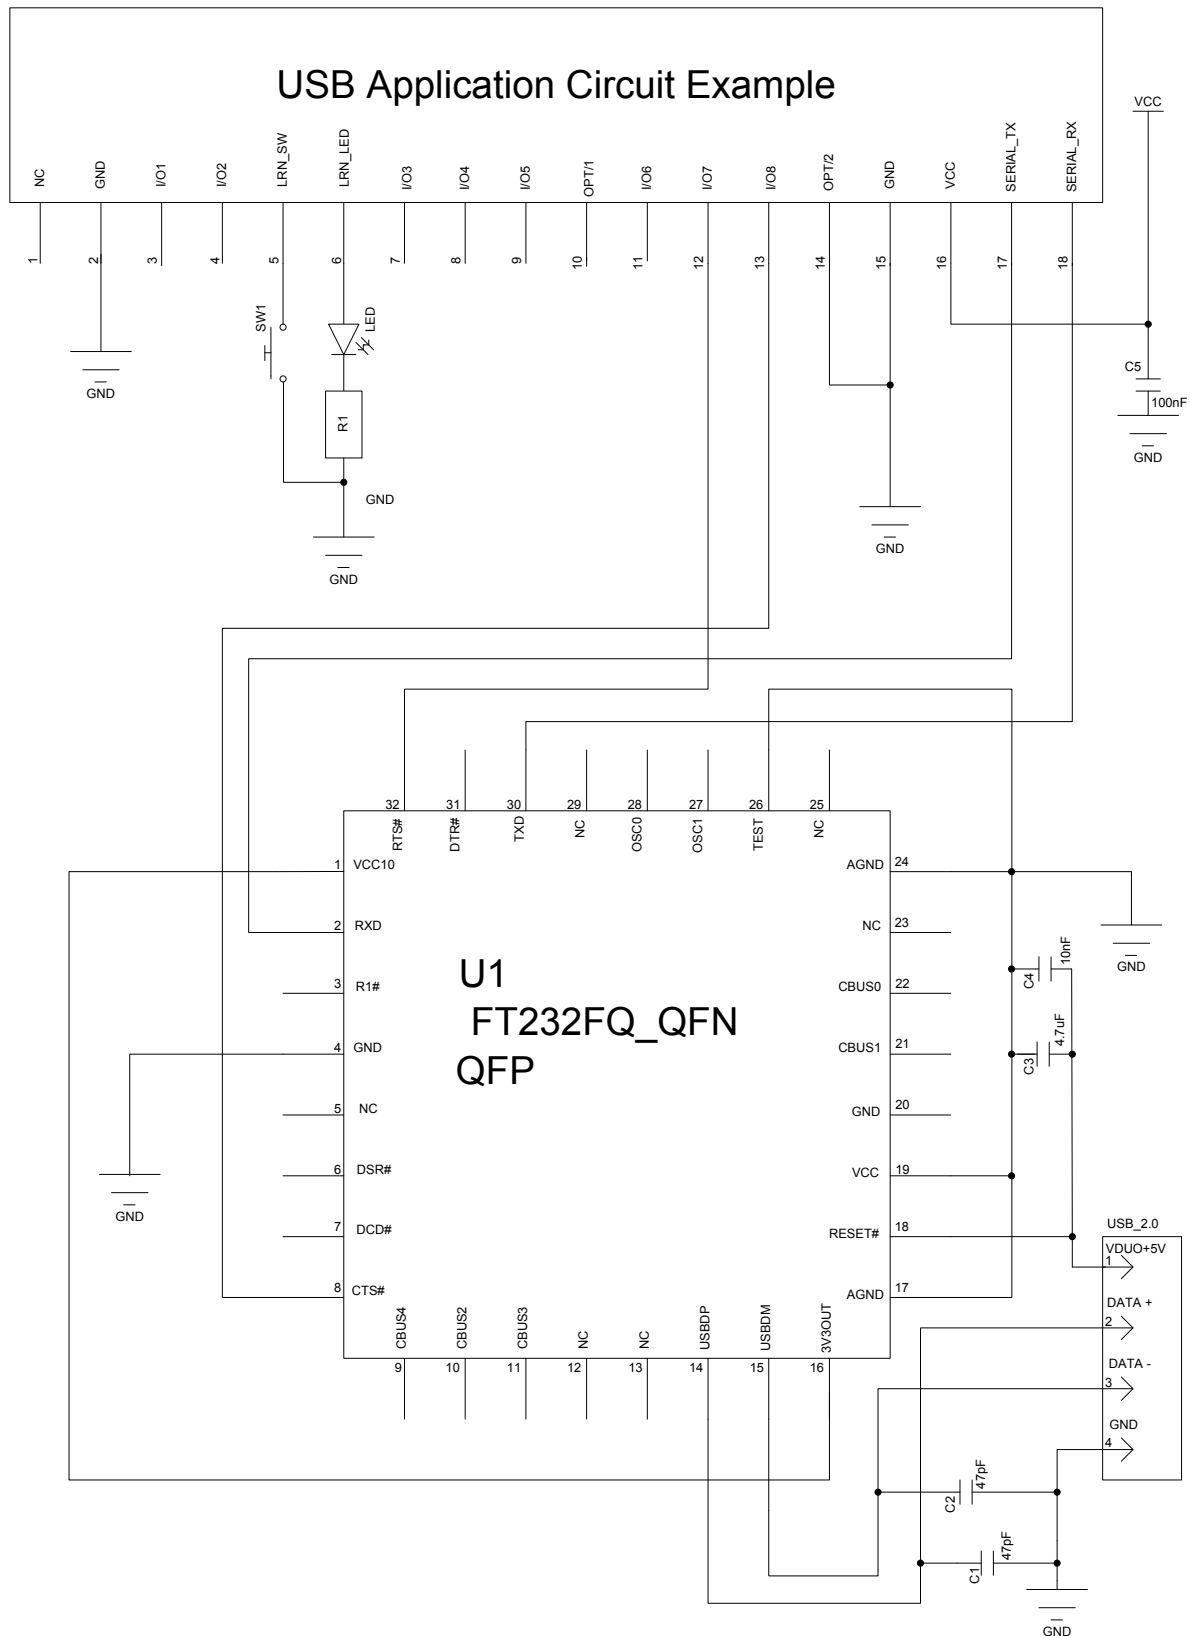 USB Application Circuit Example
NC
GND
I/O1
I/O2
LRN_SW
LRN_LED
I/O3
I/O4
I/O5
OPT/1
I/O6
I/O7
I/O8
OPT/2
GND
VCC
SERIAL_TX
SERIAL_RX
VCC
1
2
3
4
5
6
7
8
9
10
11
12
13
14
15
16
17
18
SW1
LED
R1
GND
GND
GND
GND
C5
100nF
GND
32
31
30
29
28
27
26
25
RTS#
DTR#
TXD
NC
OSC0
OSC1
TEST
NC
1
VCC10
2
RXD
3
R1#
4
GND
5
NC
6
DSR#
7
DCD#
8
CTS#
U1
FT232FQ_QFN
QFP
AGND
24
NC
23
CBUS0
22
CBUS1
21
GND
20
VCC
19
RESET#
18
AGND
17
GND
GND
C4
10nF
C3
4.7uF
CBUS4
CBUS2
CBUS3
NC
NC
USBDP
USBDM
3V3OUT
9
10
11
12
13
14
15
16
USB_2.0
VDUO+5V
1
DATA +
2
DATA -
3
GND
4
C2
47pF
C1
47pF
GND